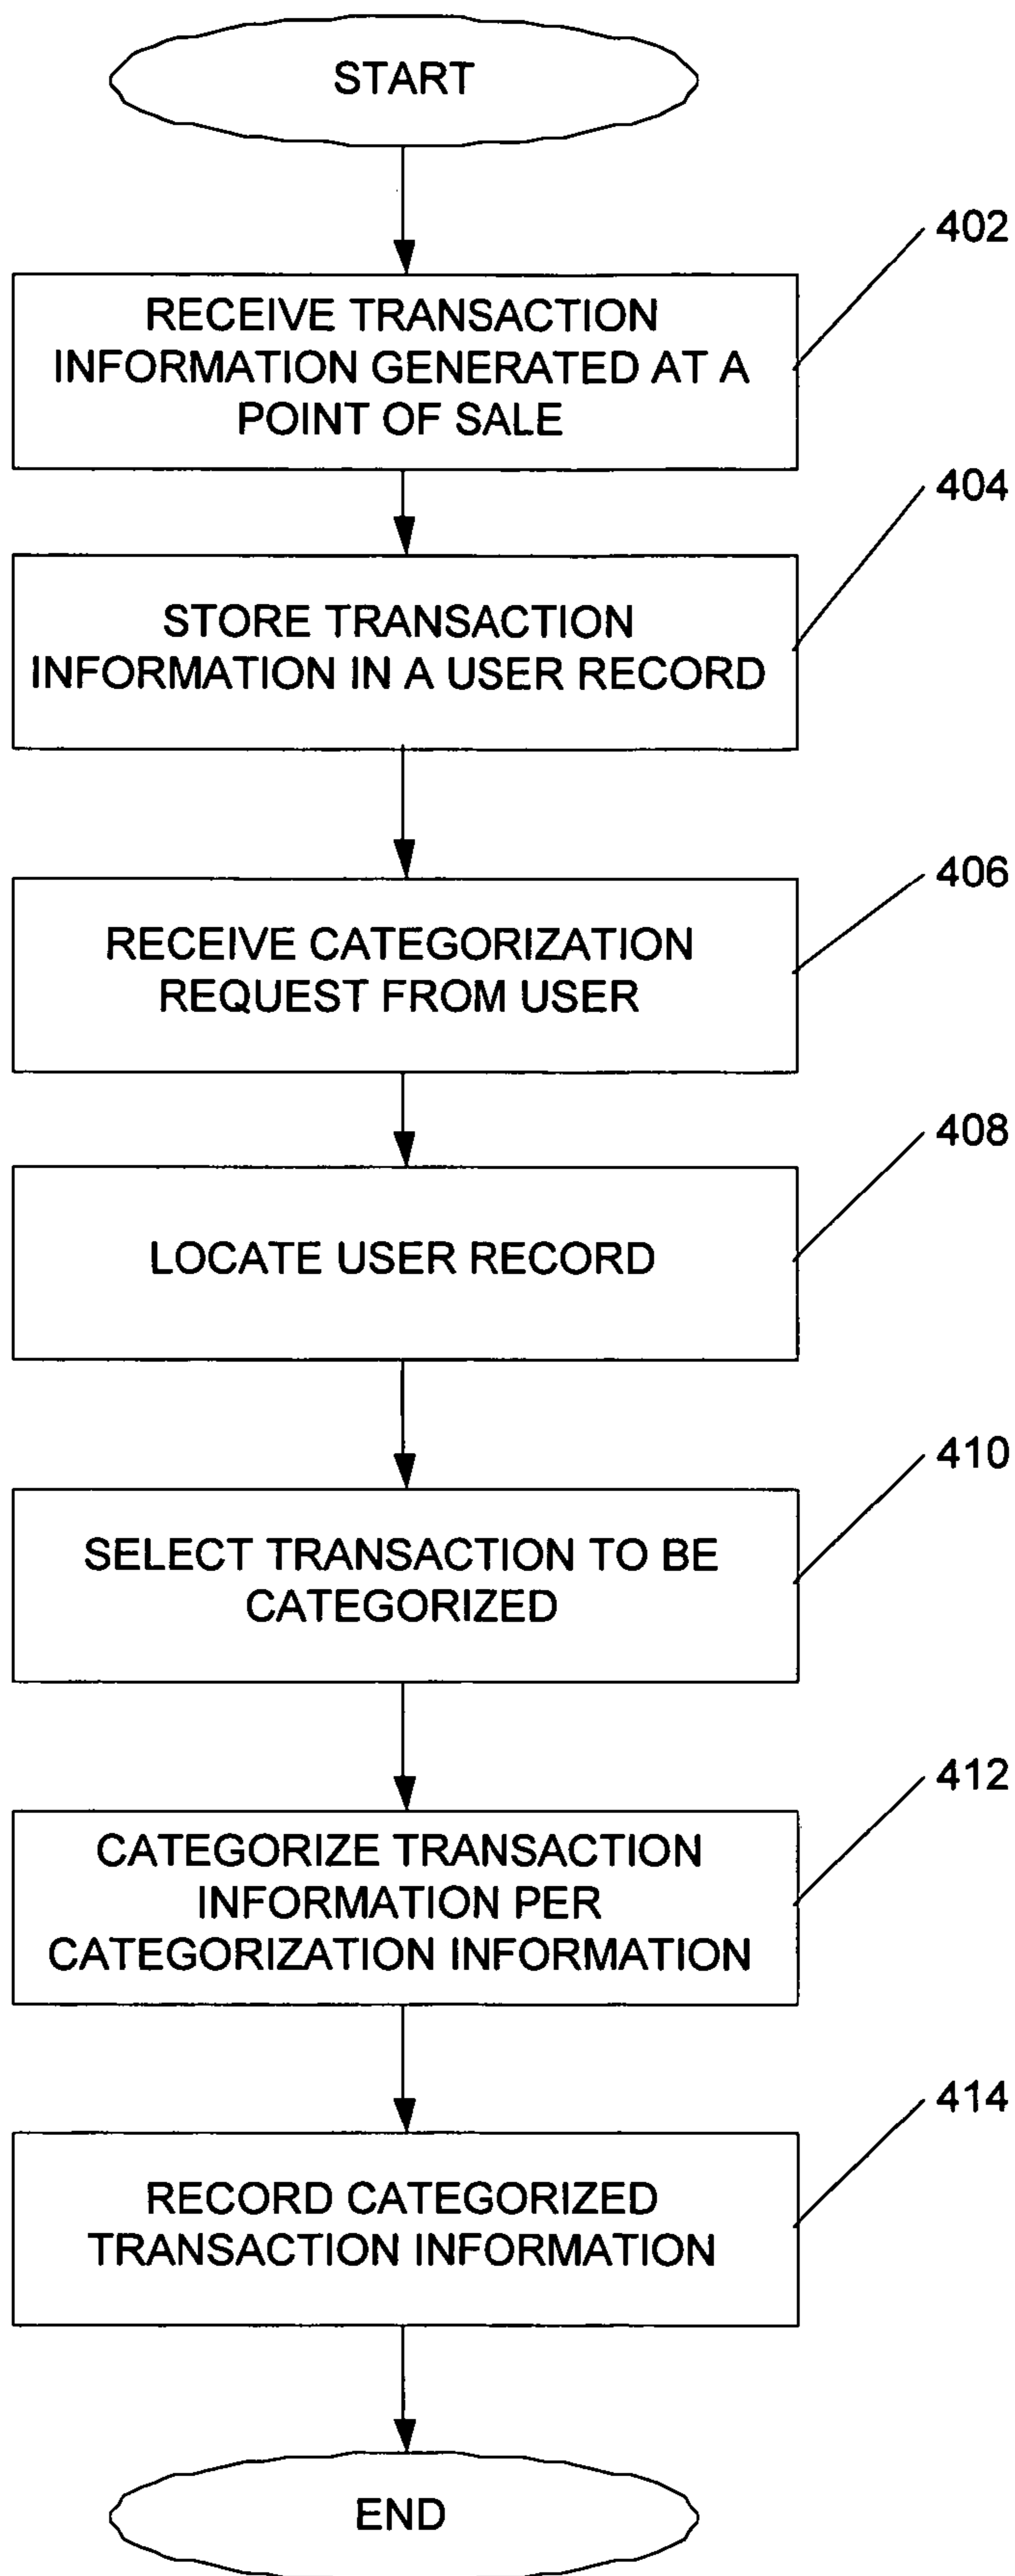 START
402
RECEIVE TRANSACTION
INFORMATION GENERATED AT A
POINT OF SALE
404
STORE TRANSACTION
INFORMATION IN A USER RECORD
406
RECEIVE CATEGORIZATION
REQUEST FROM USER
408
LOCATE USER RECORD
410
SELECT TRANSACTION TO BE
CATEGORIZED
412
CATEGORIZE TRANSACTION
INFORMATION PER
CATEGORIZATION INFORMATION
414
RECORD CATEGORIZED
TRANSACTION INFORMATION
END